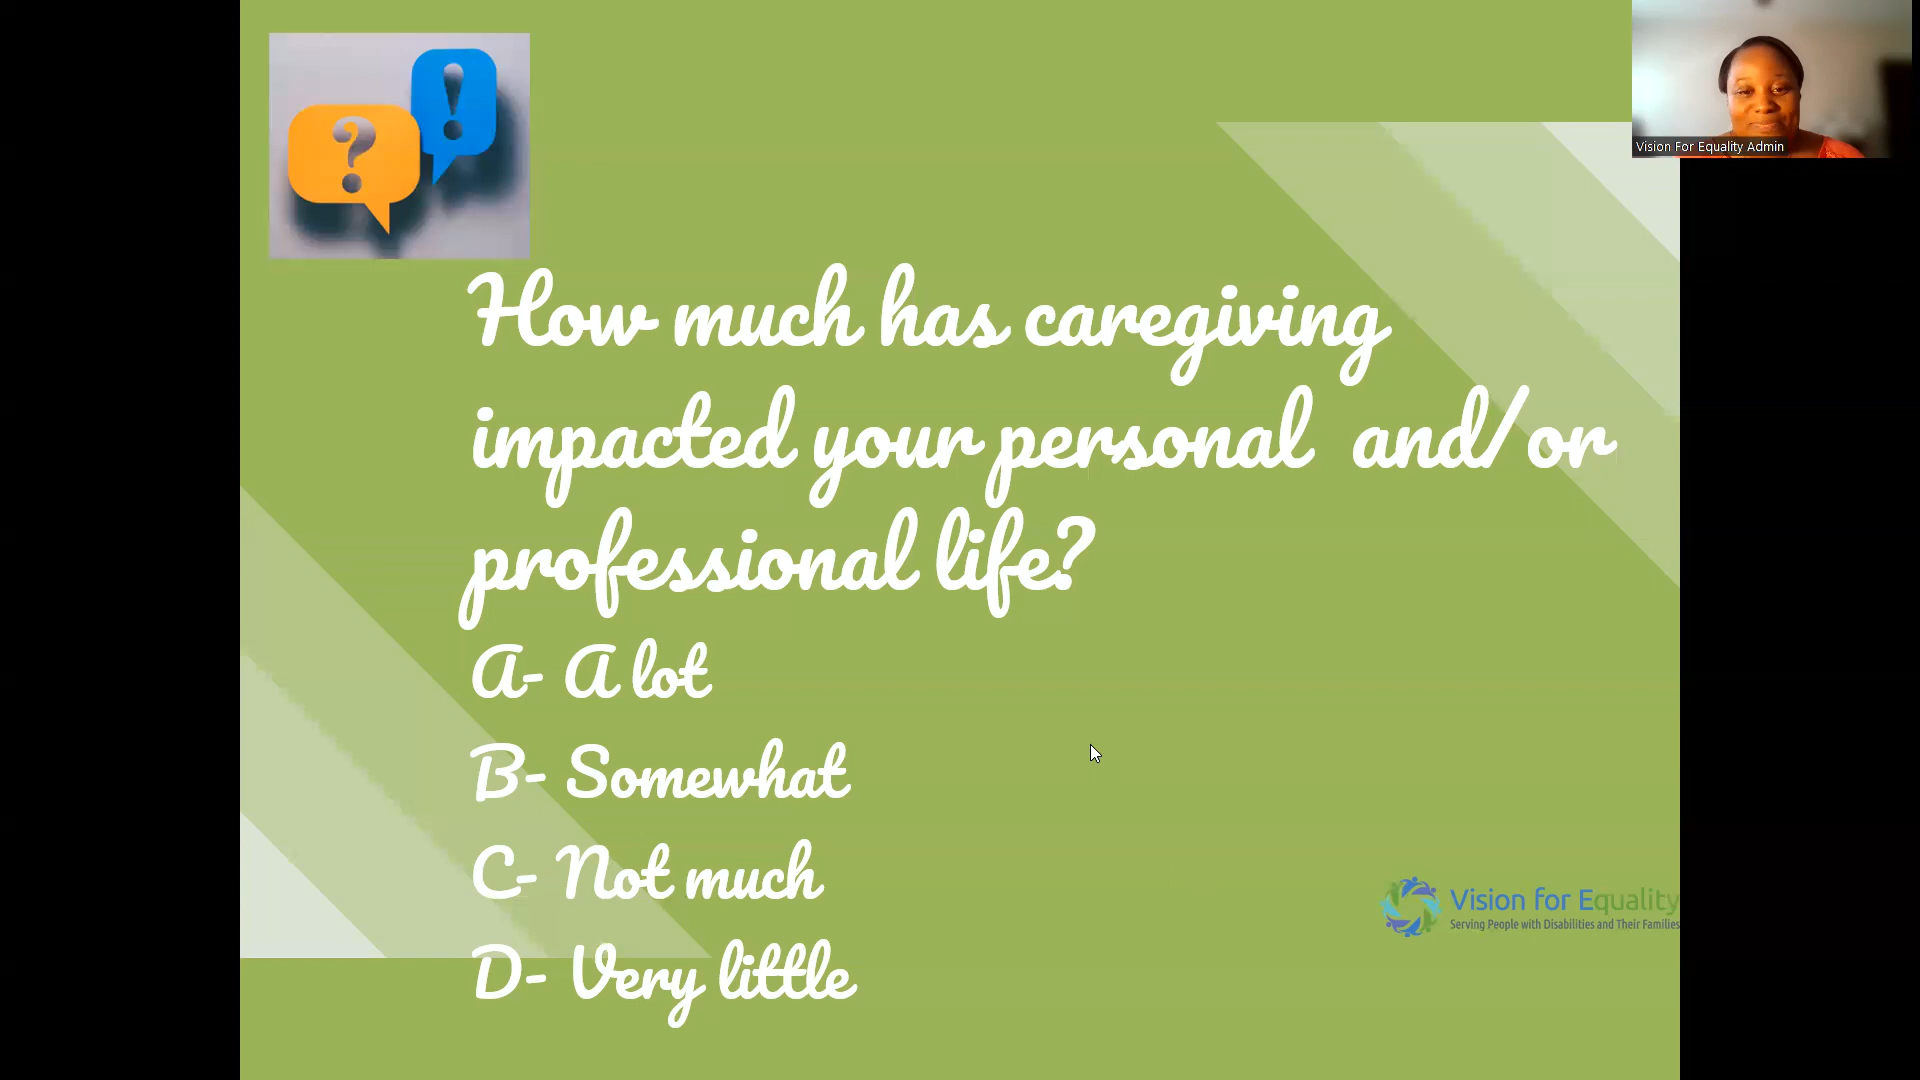 Vision For Equality Admin
How much has caregiving
impacted your personal and/or
professional life?
A- A lot
B- Somewhat
C- Not much
D- Very little
Vision for Equality
Serving People with Disabilities and Their Families